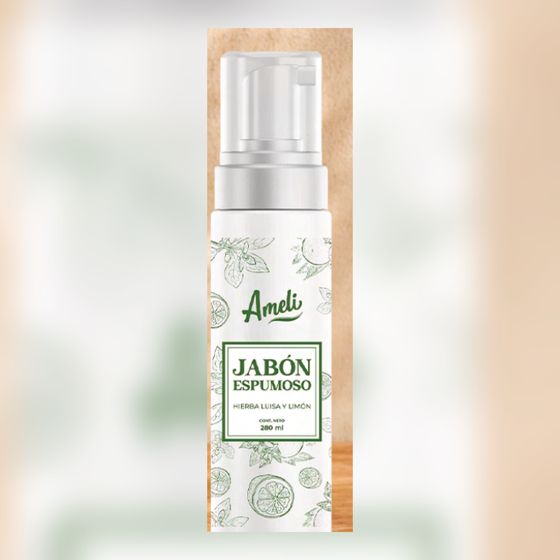 Ameli
JABÓN
ESPUMOSO
HIERBA LUISA Y LIMÓN
CONT. NETO
280 ml